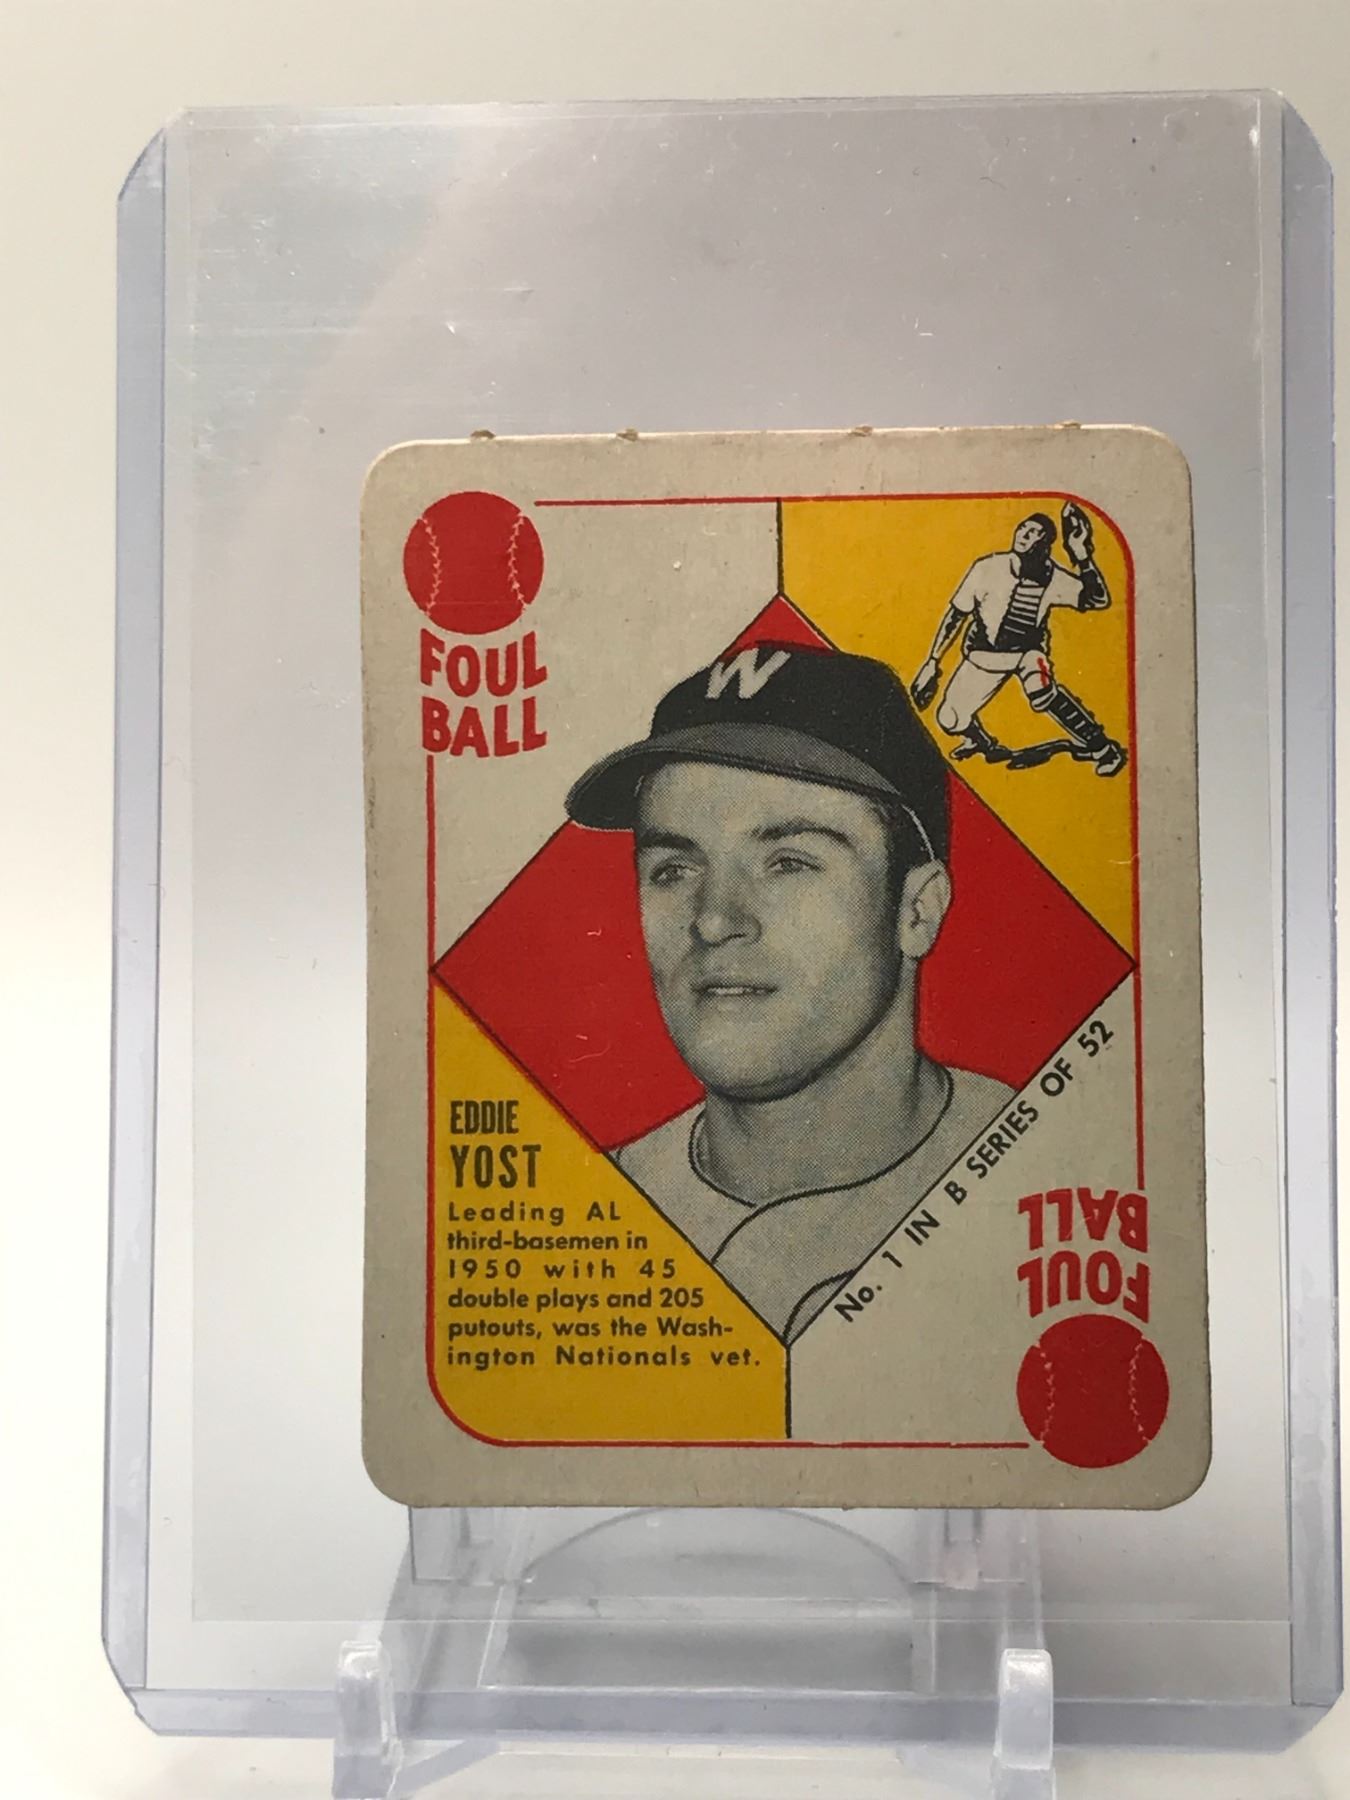 FOUL
BALL
W
EDDIE
YOST
Leading AL
third-basemen in
1950 with 45
double plays and 205
putouts, was the Wash-
ington Nationals vet.
No. 1 IN B SERIES OF 52
FOUL
BALL